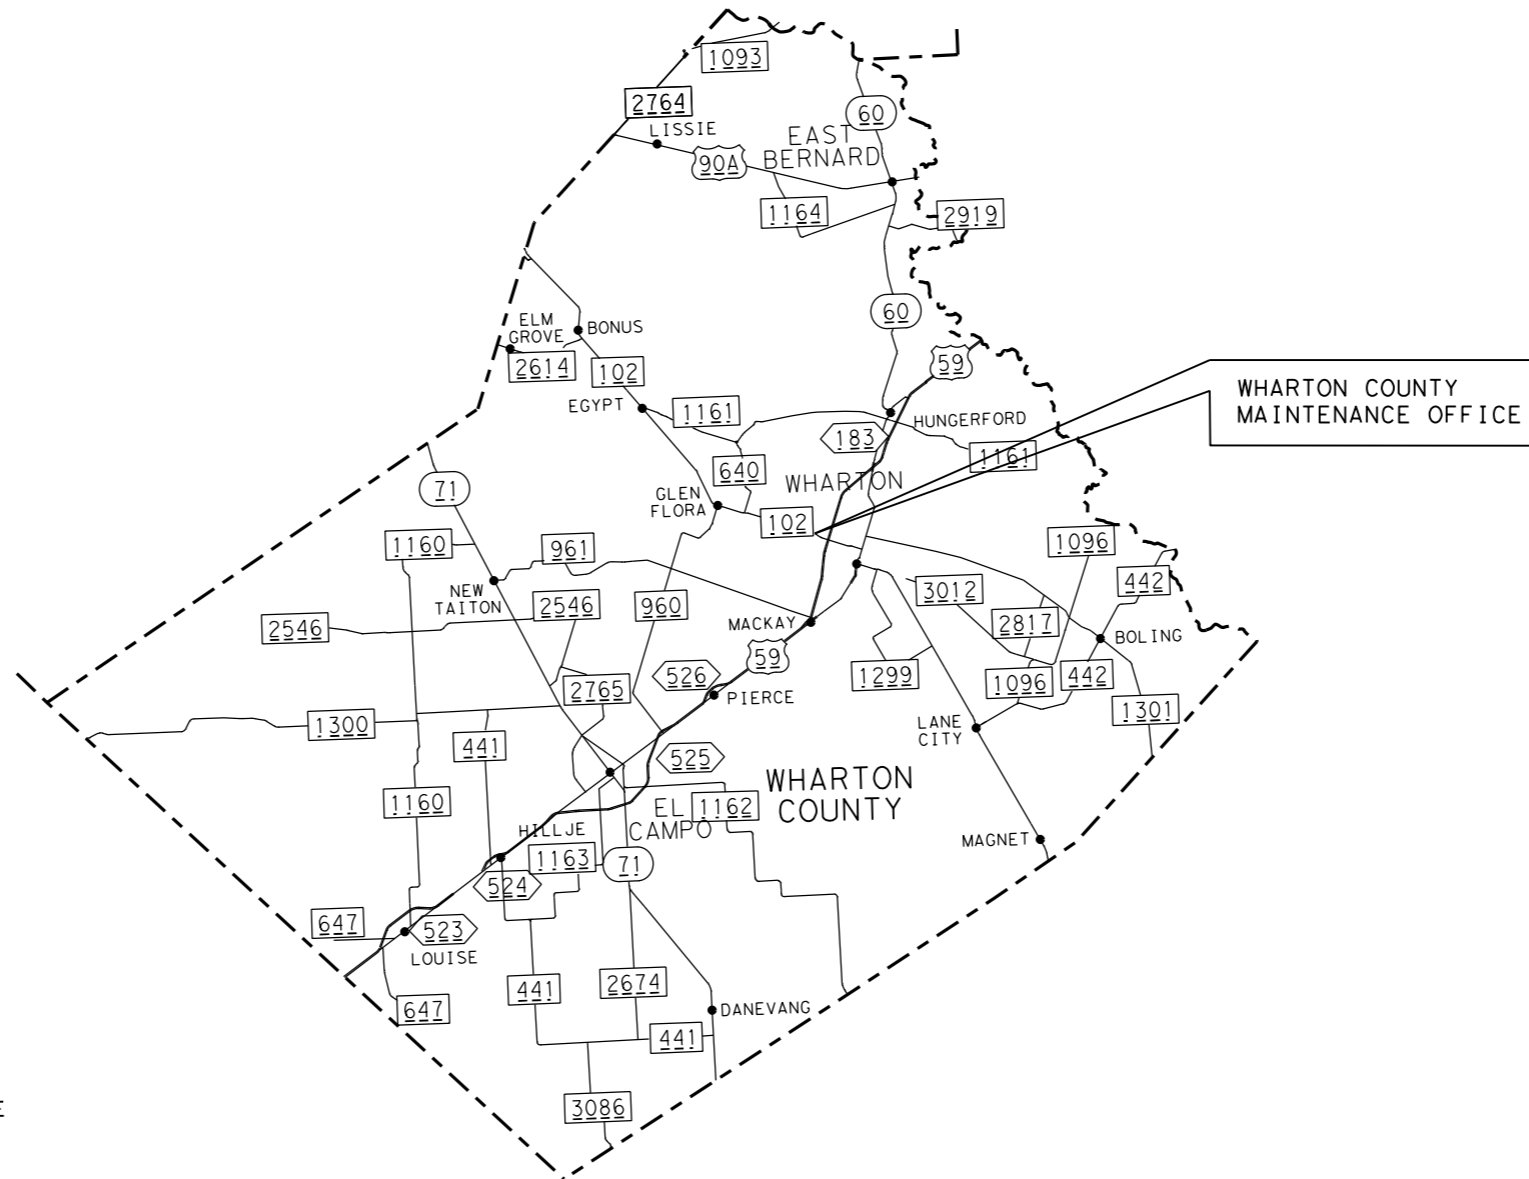 1093
2764
LISSIE
60
EAST
BERNARD
90A
1164
2919
60
ELM
GROVE
BONUS
2614
102
59
WHARTON COUNTY
MAINTENANCE OFFICE
EGYPT
1161
HUNGERFORD
183
1161
640
WHARTON
71
GLEN
FLORA
102
1160
961
1096
442
NEW
TAITON
2546
2546
960
3012
2817
MACKAY
BOLING
59
526
1299
1096
442
2765
PIERCE
1301
1300
LANE
CITY
441
525
WHARTON
COUNTY
1160
EL
CAMPO
1162
HILLJE
1163
71
MAGNET
524
647
523
LOUISE
441
2674
647
DANEVANG
441
3086
E